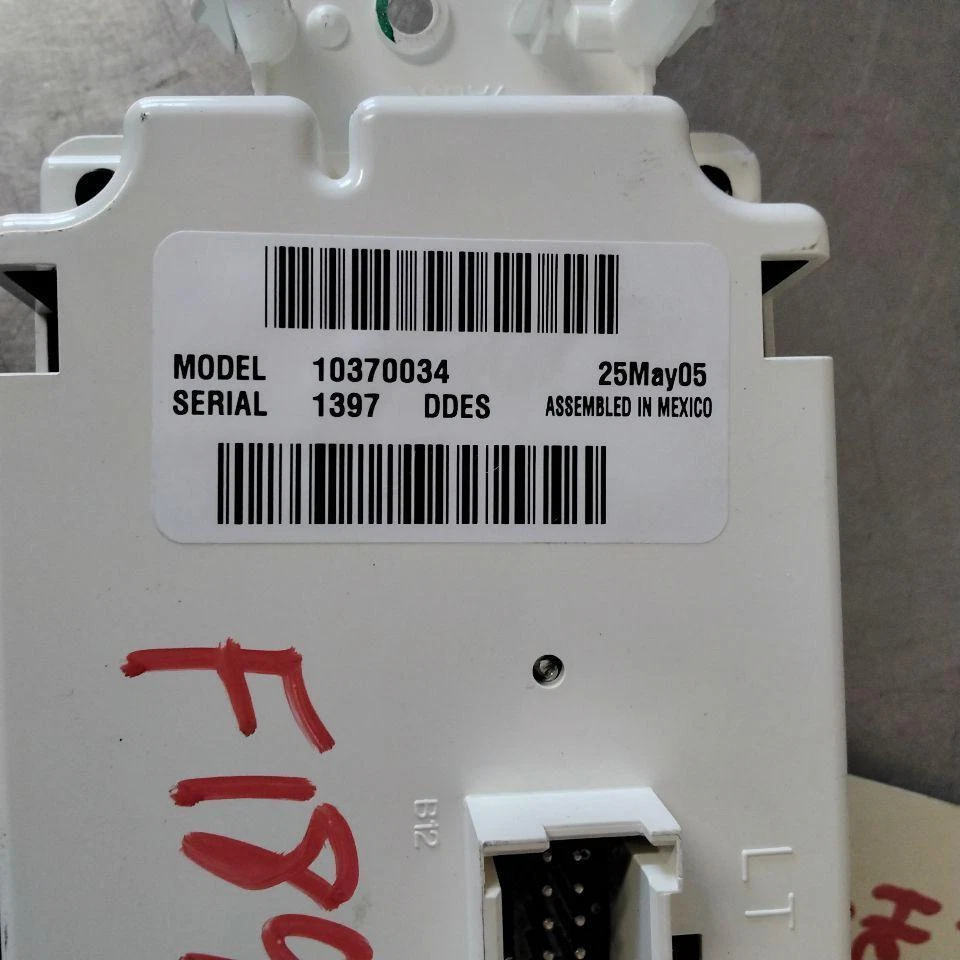 MODEL 10370034 25May05
SERIAL 1397 DDES ASSEMBLED IN MEXICO
B12
LT